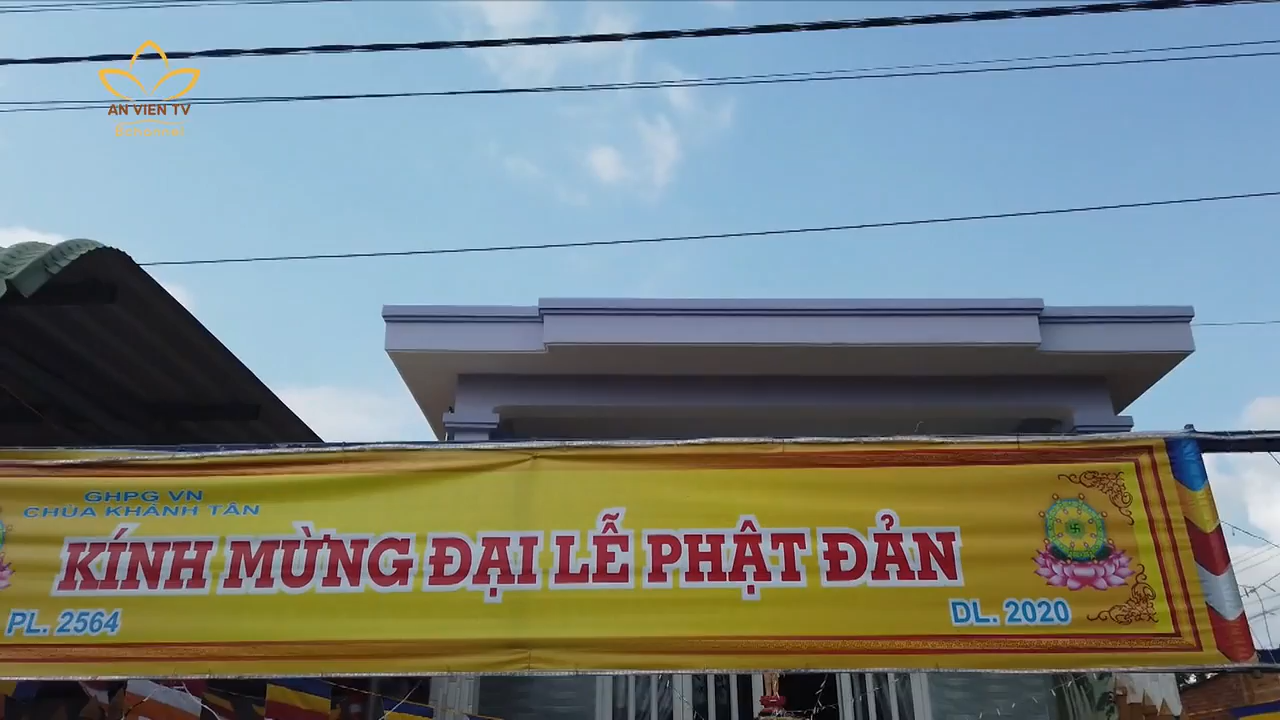 AN VIEN TV
GHPG VN
CHÙA KHÁNH TÂN
KÍNH MỪNG ĐẠI LỄ PHẬT ĐẢN
PL. 2564
DL. 2020